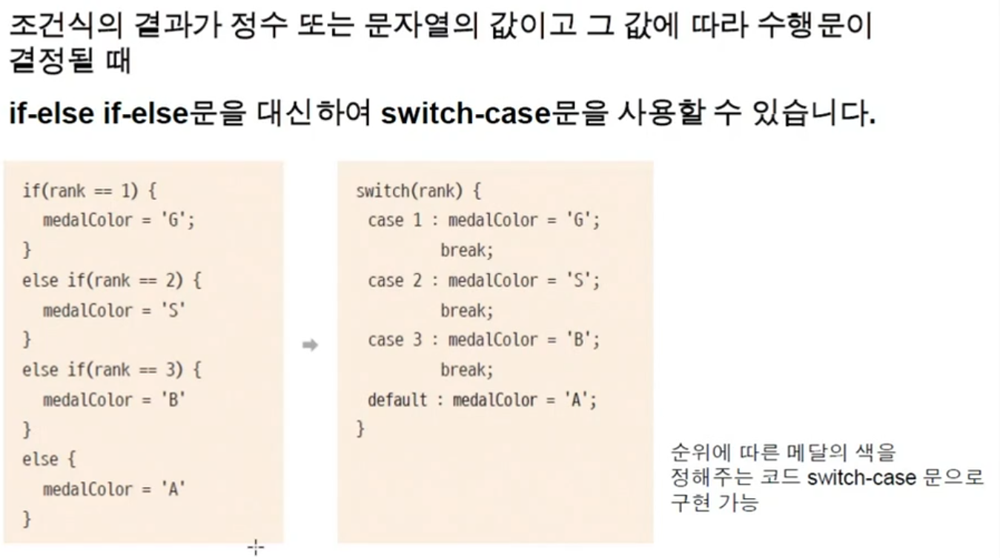 조건식의 결과가 정수 또는 문자열의 값이고 그 값에 따라 수행문이
결정될 때
if-else if-else문을 대신하여 switch-case문을 사용할 수 있습니다.
if(rank == 1) {
medalColor = 'G';
}
else if(rank == 2) {
medalColor = 'S'
}
else if(rank == 3) {
medalColor = 'B'
}
else {
medalColor = 'A'
}
switch(rank) {
case 1 : medalColor = 'G';
break;
case 2 : medalColor = 'S';
break;
case 3 : medalColor = 'B';
break;
default : medalColor = 'A';
}
순위에 따른 메달의 색을
정해주는 코드 switch-case 문으로
구현 가능